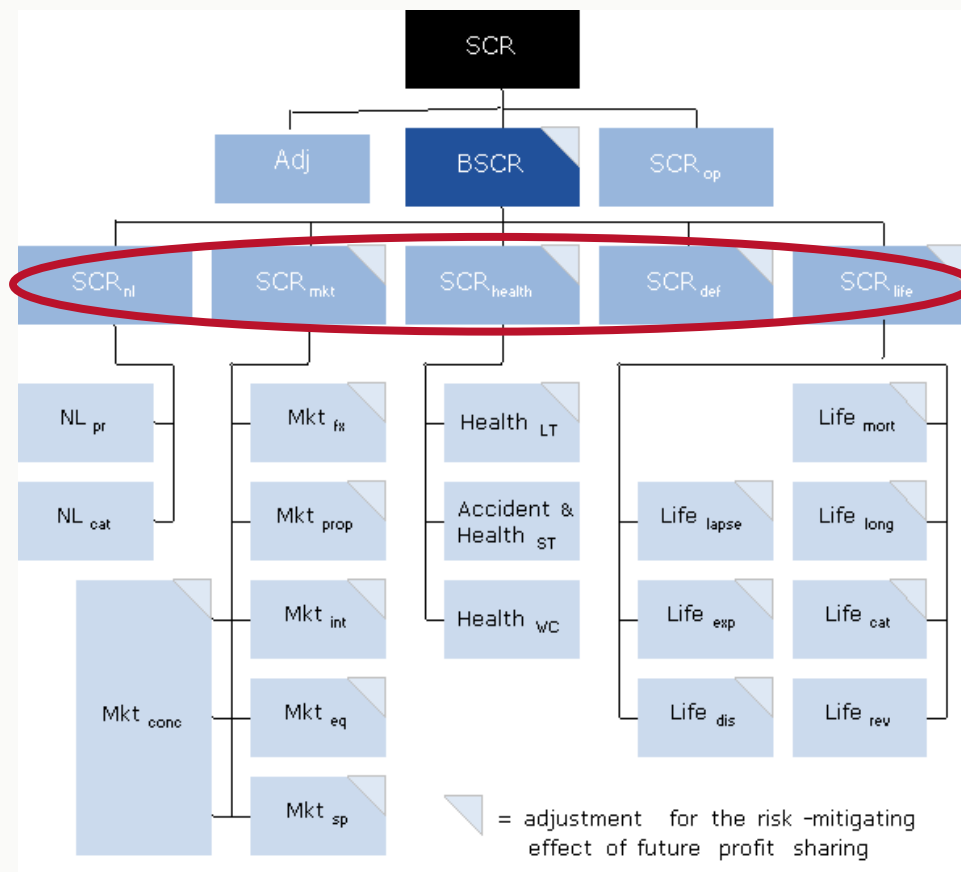 SCR
Adj
BSCR
SCR op
SCR nl
SCR mkt
SCR health
SCR def
SCR life
NL pr
Mkt fx
Health LT
Life mort
NL cat
Mkt prop
Accident &
Health ST
Life lapse
Life long
Mkt conc
Mkt int
Health WC
Life exp
Life cat
Mkt eq
Life dis
Life rev
Mkt sp
= adjustment for the risk -mitigating
effect of future profit sharing